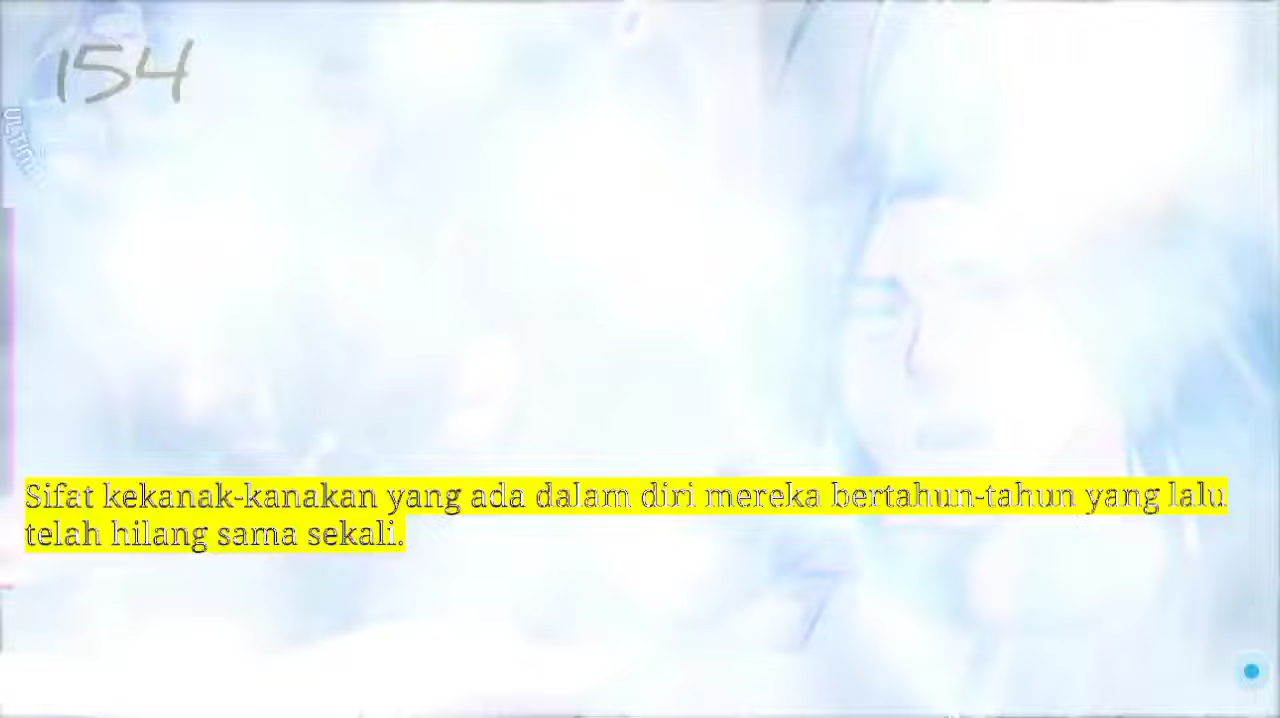 154
Sifat kekanak-kanakan yang ada dalam diri mereka bertahun-tahun yang lalu
telah hilang sama sekali.